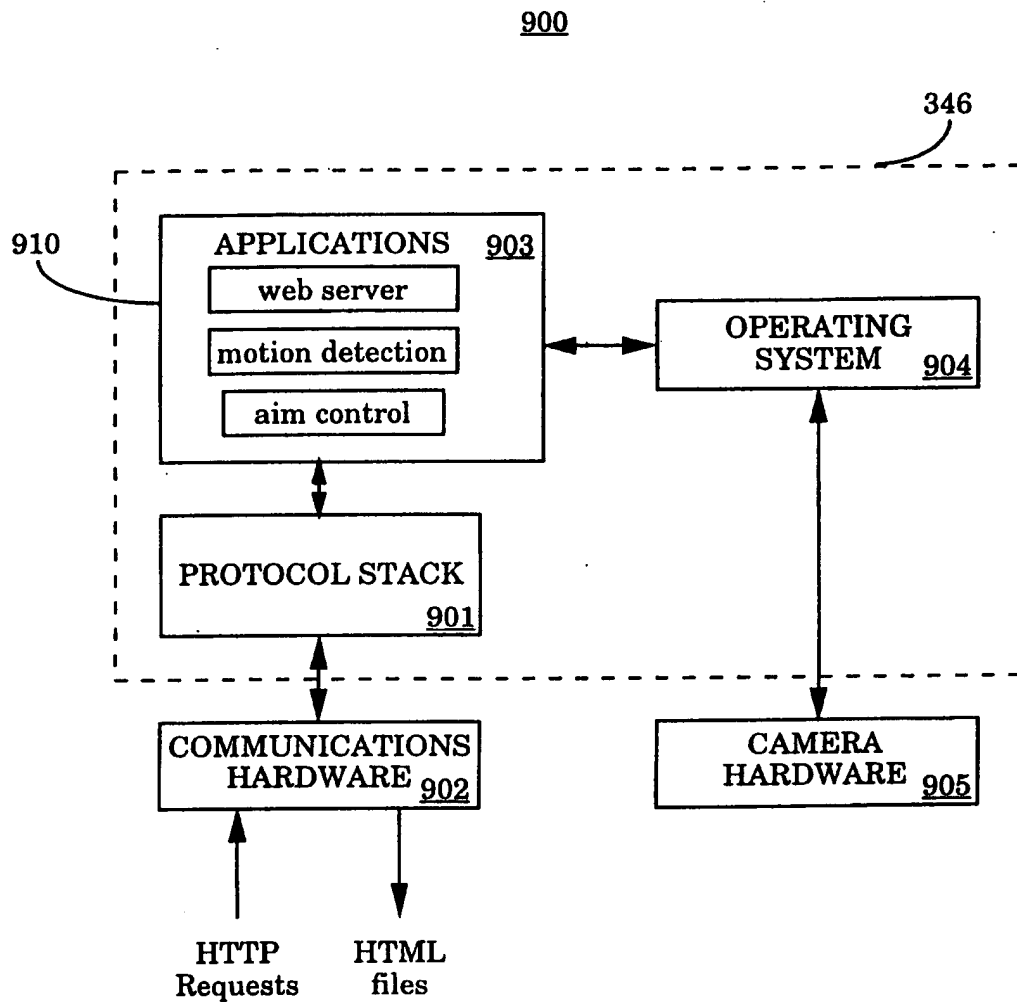 900
346
910
APPLICATIONS 903
web server
motion detection
aim control
OPERATING
SYSTEM
904
PROTOCOL STACK
901
COMMUNICATIONS
HARDWARE 902
CAMERA
HARDWARE
905
HTTP
Requests
HTML
files